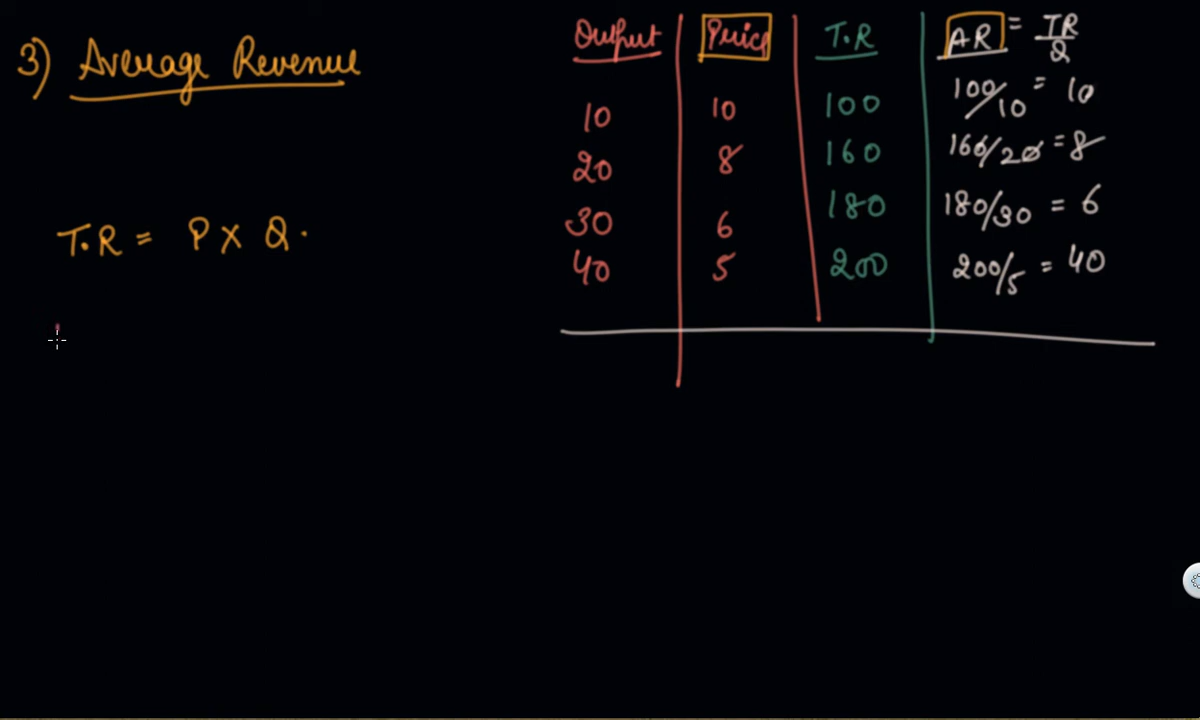 3) Average Revenue
T.R = P X Q.
Output Price T.R AR = TR/Q
10 10 100 100/10 = 10
20 8 160 160/20 = 8
30 6 180 180/30 = 6
40 5 200 200/5 = 40